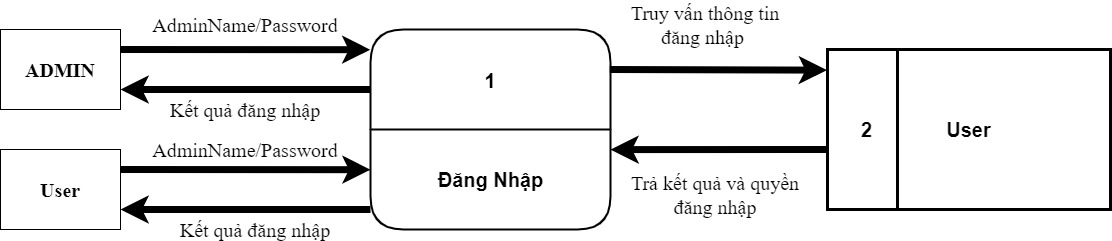 AdminName/Password
ADMIN
Kết quả đăng nhập
AdminName/Password
User
Kết quả đăng nhập
1
Đăng Nhập
Truy vấn thông tin
đăng nhập
Trả kết quả và quyền
đăng nhập
2
User